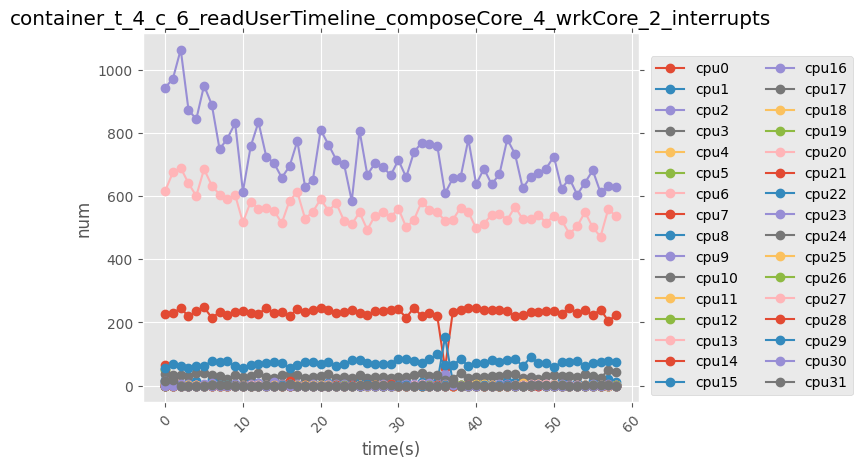 container_t_4_c_6_readUserTimeline_composeCore_4_wrkCore_2_interrupts
1000
800
600
400
200
0
num
0
10
20
30
40
50
60
time(s)
cpu0
cpu1
cpu2
cpu3
cpu4
cpu5
cpu6
cpu7
cpu8
cpu9
cpu10
cpu11
cpu12
cpu13
cpu14
cpu15
cpu16
cpu17
cpu18
cpu19
cpu20
cpu21
cpu22
cpu23
cpu24
cpu25
cpu26
cpu27
cpu28
cpu29
cpu30
cpu31